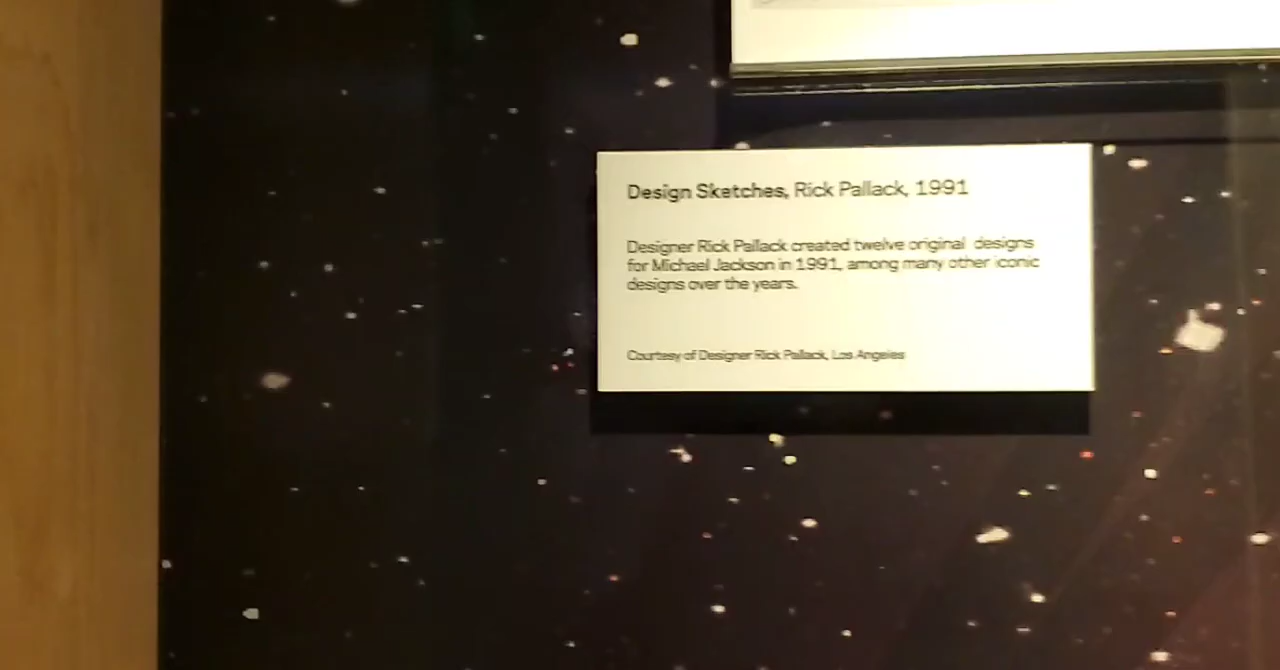 Design Sketches, Rick Pallack, 1991
Designer Rick Pallack created twelve original designs
for Michael Jackson in 1991, among many other iconic
designs over the years.
Courtesy of Designer Rick Pallack, Los Angeles